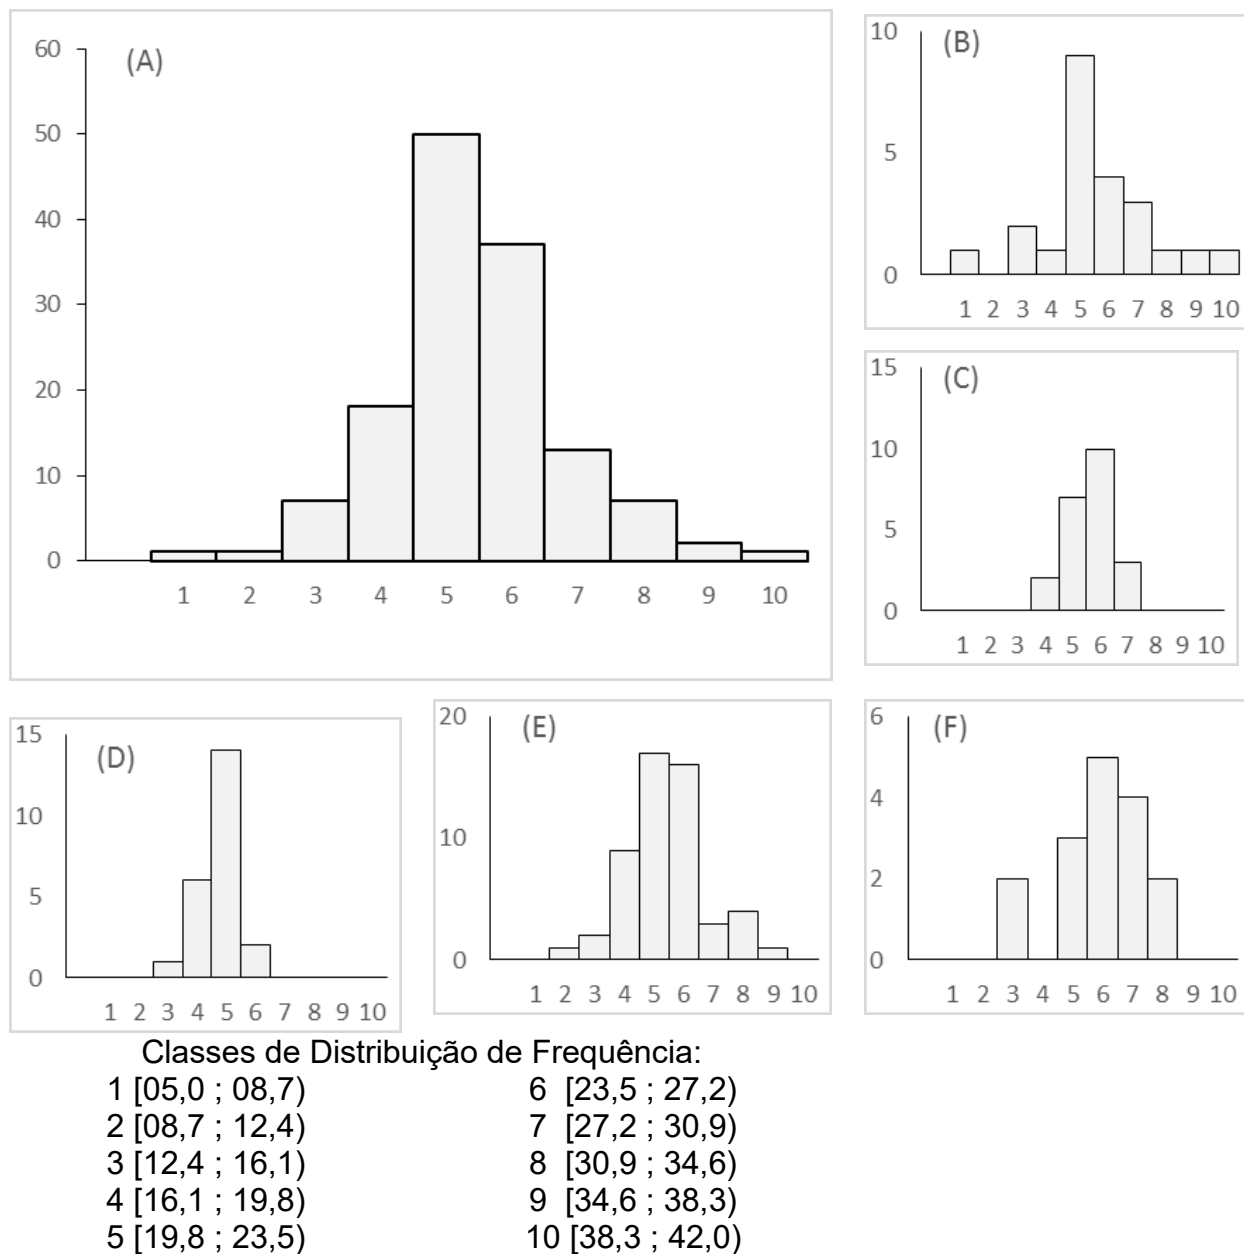 (A)
60
50
40
30
20
10
0
1 2 3 4 5 6 7 8 9 10
(B)
10
5
0
1 2 3 4 5 6 7 8 9 10
(C)
15
10
5
0
1 2 3 4 5 6 7 8 9 10
(D)
15
10
5
0
1 2 3 4 5 6 7 8 9 10
(E)
20
10
0
1 2 3 4 5 6 7 8 9 10
(F)
6
4
2
0
1 2 3 4 5 6 7 8 9 10
Classes de Distribuição de Frequência:
1 [05,0 ; 08,7)
2 [08,7 ; 12,4)
3 [12,4 ; 16,1)
4 [16,1 ; 19,8)
5 [19,8 ; 23,5)
6 [23,5 ; 27,2)
7 [27,2 ; 30,9)
8 [30,9 ; 34,6)
9 [34,6 ; 38,3)
10 [38,3 ; 42,0)